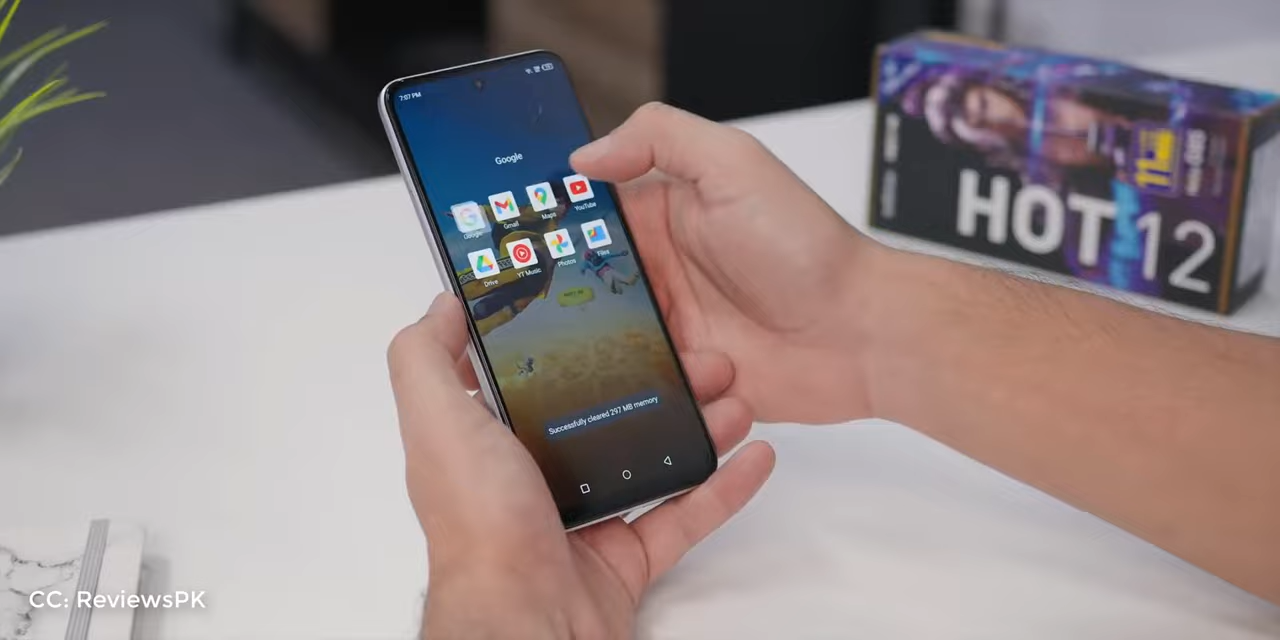 7:07 PM
Google
Google
Gmail
Maps
YouTube
Drive
YT Music
Photos
Files
Successfully cleared 297 MB memory
HOT 12
CC: ReviewsPK